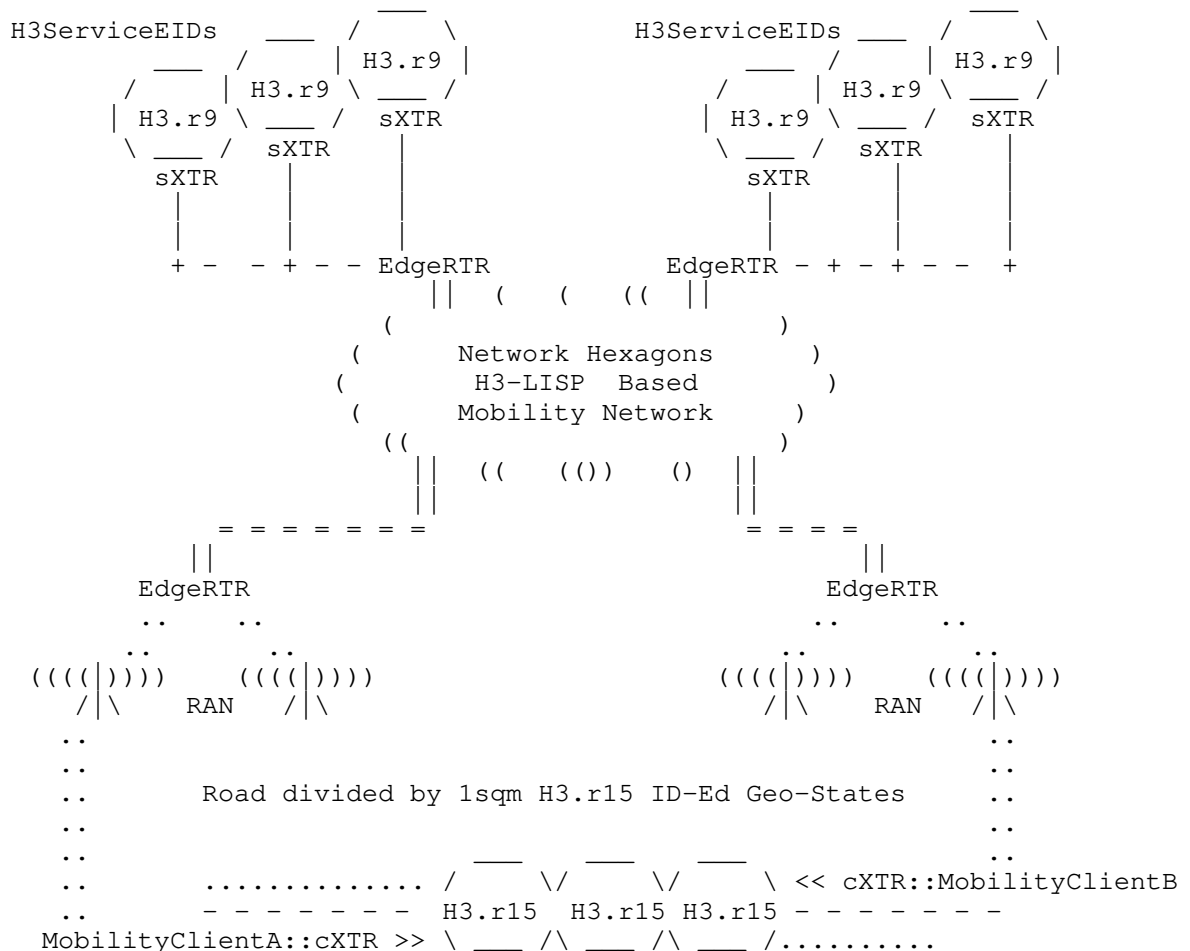 H3ServiceEIDs H3ServiceEIDs
H3.r9 H3.r9
H3.r9 H3.r9
H3.r9 sXTR H3.r9 sXTR
sXTR sXTR
sXTR sXTR
EdgeRTR EdgeRTR
Network Hexagons
H3-LISP Based
Mobility Network
EdgeRTR EdgeRTR
RAN RAN
Road divided by 1sqm H3.r15 ID-Ed Geo-States
<< cXTR::MobilityClientB
H3.r15 H3.r15 H3.r15
MobilityClientA::cXTR >>